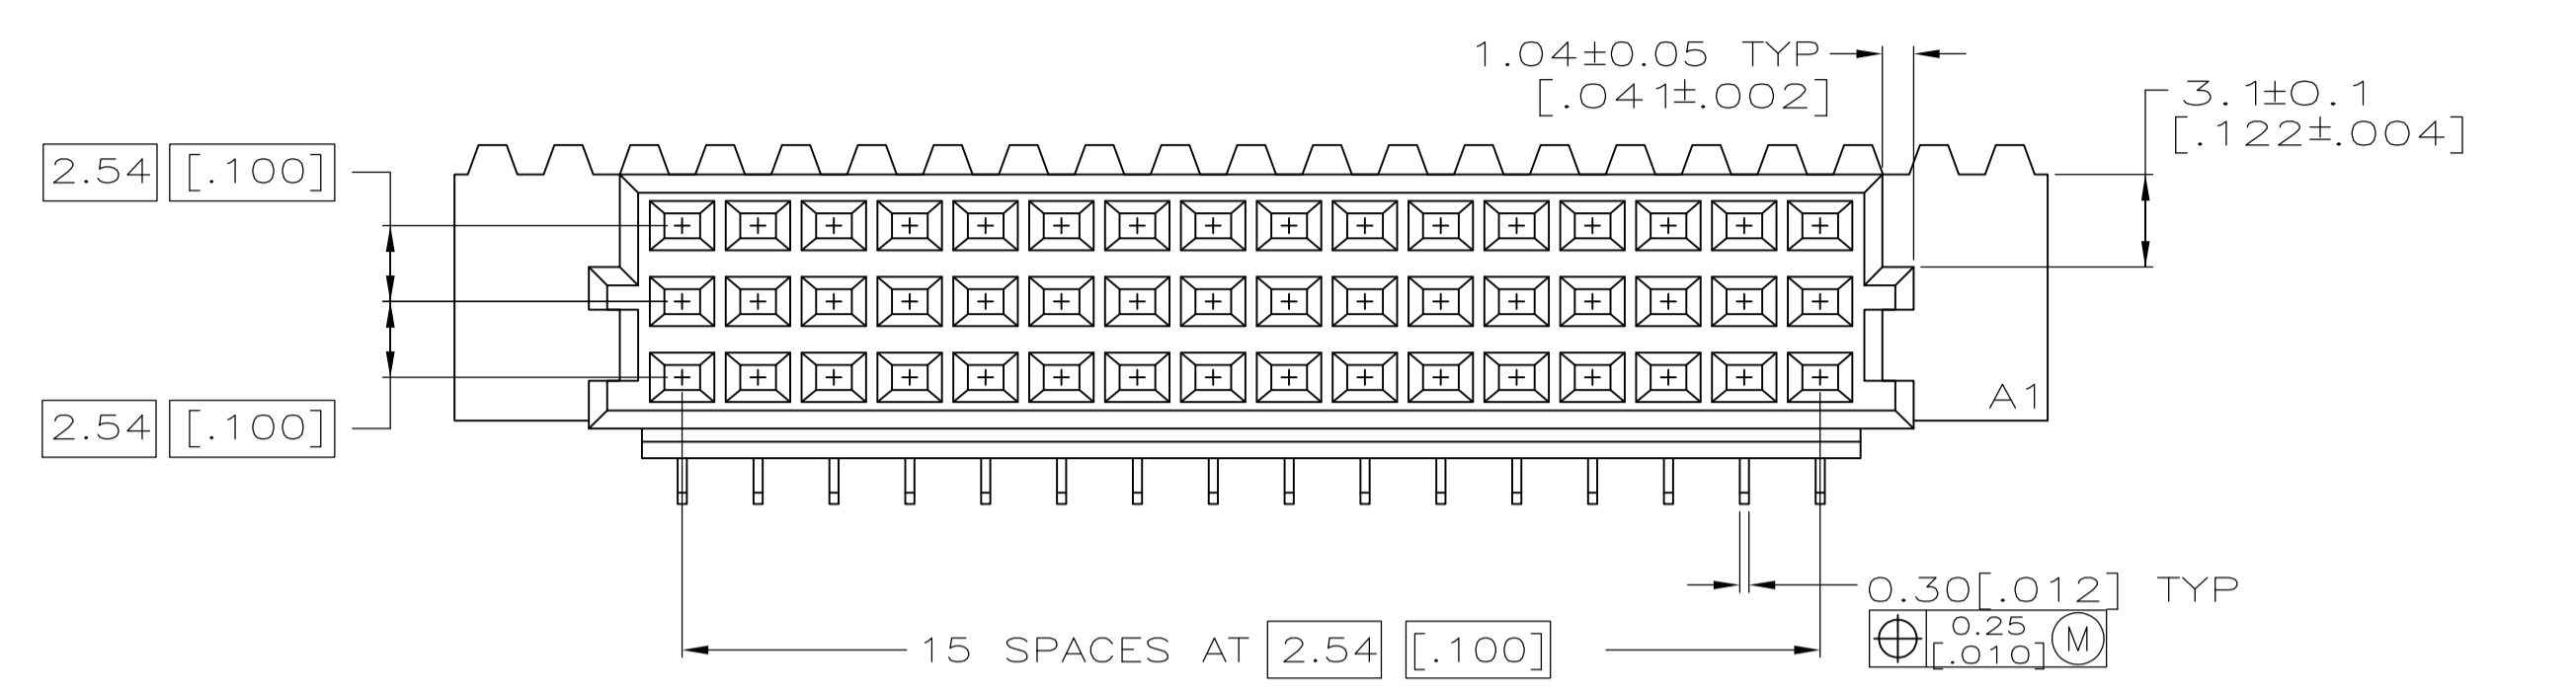 1.04±0.05 TYP
[.041±.002]
3.1±0.1
[.122±.004]
2.54 [.100]
A1
2.54 [.100]
0.30[.012] TYP
0.25
[.010] M
15 SPACES AT 2.54 [.100]